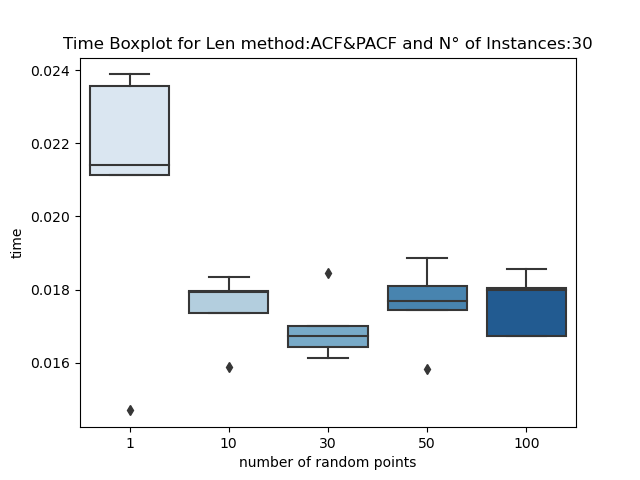 Time Boxplot for Len method:ACF&PACF and N° of Instances:30
0.024
0.022
0.020
0.018
0.016
time
1 10 30 50 100
number of random points